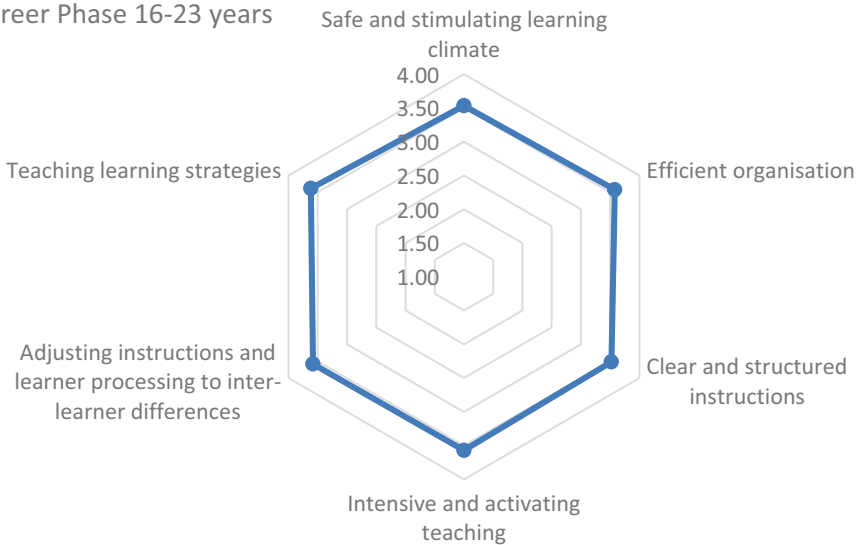 reer Phase 16-23 years
Safe and stimulating learning
climate
4.00
3.50
3.00
2.50
2.00
1.50
1.00
Teaching learning strategies
Efficient organisation
Adjusting instructions and
learner processing to inter-
learner differences
Clear and structured
instructions
Intensive and activating
teaching